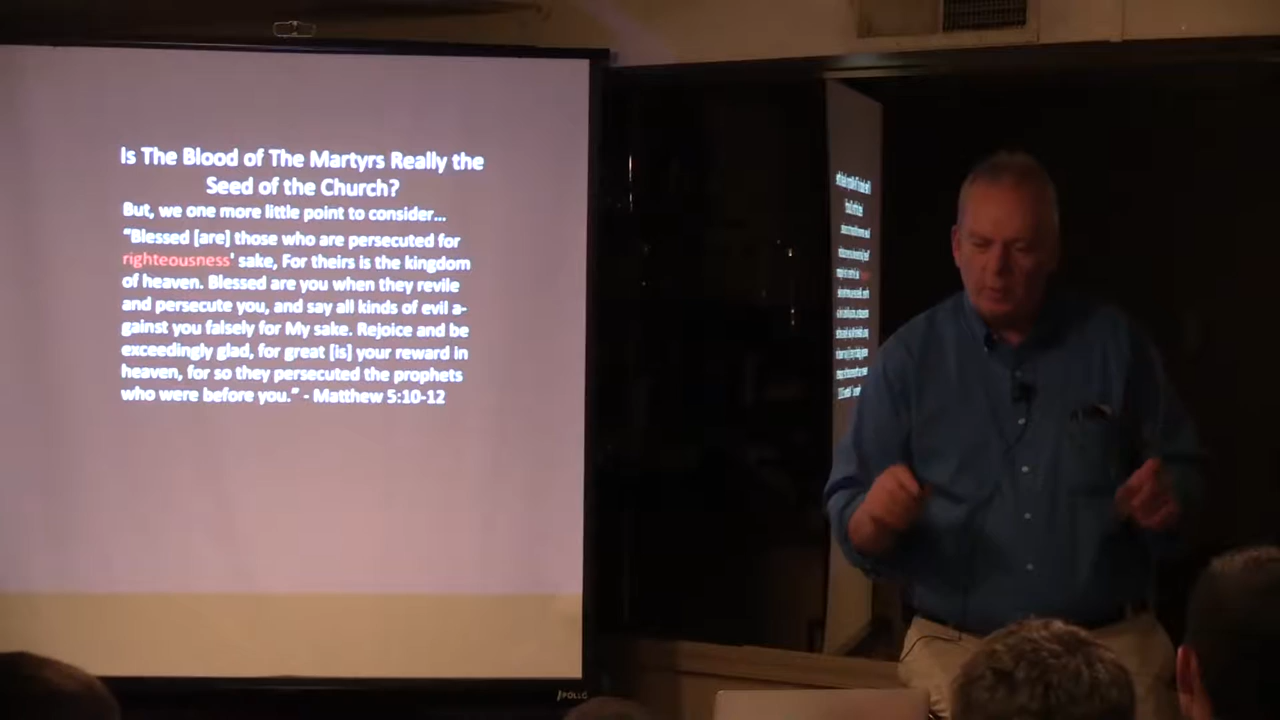 Is The Blood of The Martyrs Really the
Seed of the Church?
But, we one more little point to consider...
“Blessed [are] those who are persecuted for
righteousness' sake, For theirs is the kingdom
of heaven. Blessed are you when they revile
and persecute you, and say all kinds of evil a-
gainst you falsely for My sake. Rejoice and be
exceedingly glad, for great [is] your reward in
heaven, for so they persecuted the prophets
who were before you.” - Matthew 5:10-12
APOLLO